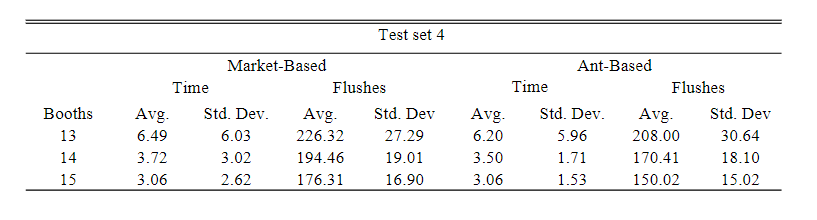 Test set 4
Market-Based Ant-Based
Time Flushes Time Flushes
Booths Avg. Std. Dev. Avg. Std. Dev Avg. Std. Dev. Avg. Std. Dev
13 6.49 6.03 226.32 27.29 6.20 5.96 208.00 30.64
14 3.72 3.02 194.46 19.01 3.50 1.71 170.41 18.10
15 3.06 2.62 176.31 16.90 3.06 1.53 150.02 15.02